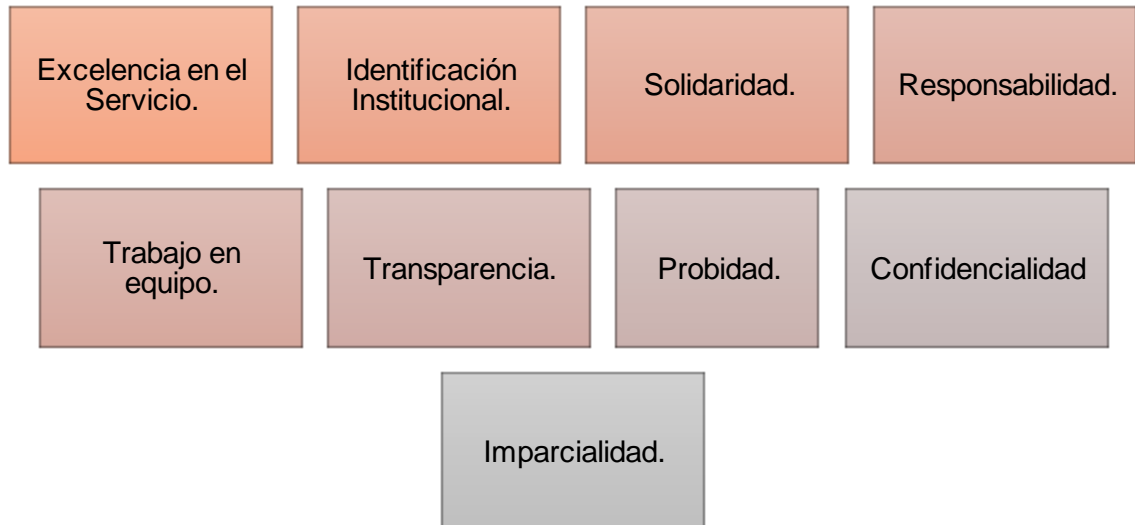 Excelencia en el
Servicio.
Identificación
Institucional.
Solidaridad.
Responsabilidad.
Trabajo en
equipo.
Transparencia.
Probidad.
Confidencialidad
Imparcialidad.